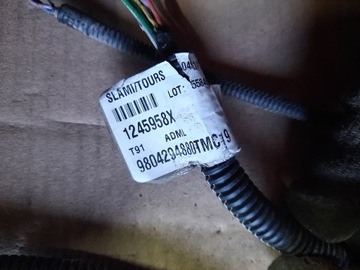 SLAMI/TOURS
LOT:
1245958X
T91 ADML
9804294880TMC19